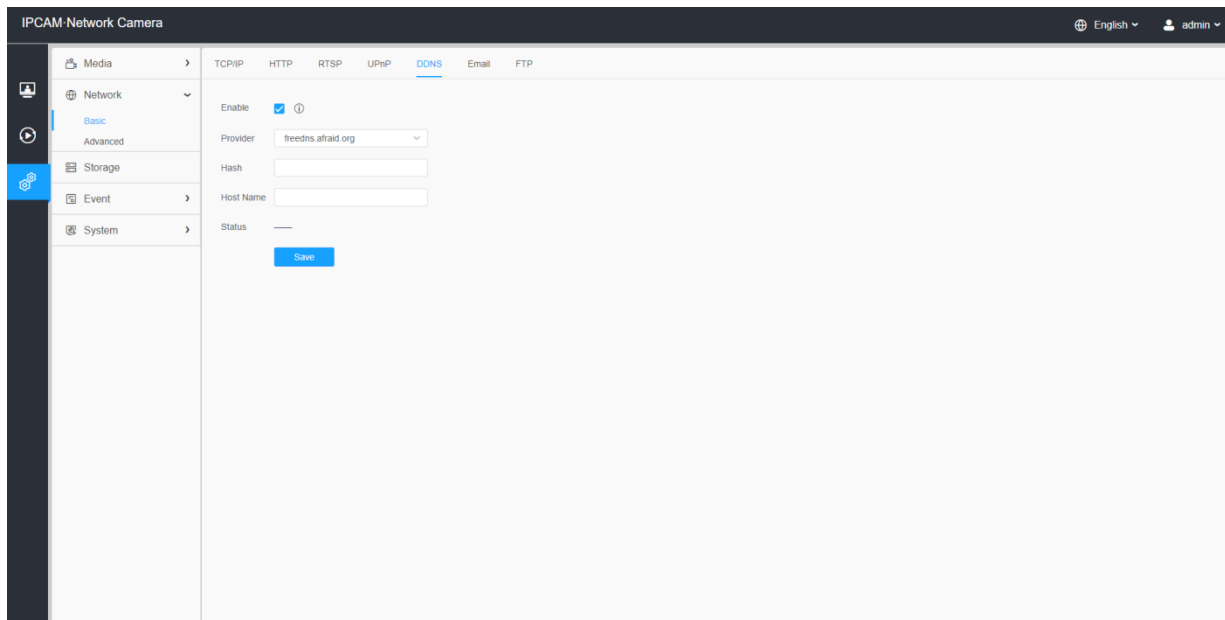 IPCAM-Network Camera
English
admin
Media
Network
Basic
Advanced
Storage
Event
System
TCP/IP HTTP RTSP UPnP DDNS Email FTP
Enable
Provider freedns.afraid.org
Hash
Host Name
Status ——
Save